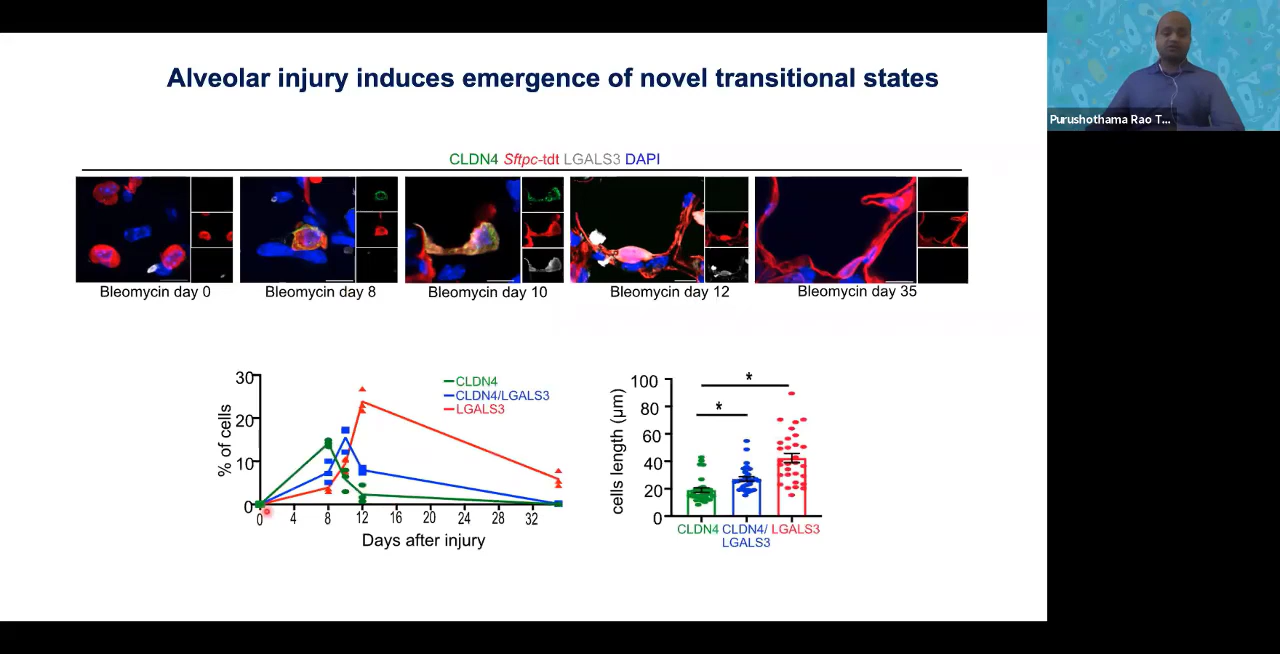 Alveolar injury induces emergence of novel transitional states
Purushothama Rao T...
CLDN4 Sftpc-tdt LGALS3 DAPI
Bleomycin day 0
Bleomycin day 8
Bleomycin day 10
Bleomycin day 12
Bleomycin day 35
30
20
10
0
% of cells
CLDN4
CLDN4/LGALS3
LGALS3
0 4 8 12 16 20 24 28 32
Days after injury
100
80
60
40
20
0
cells length (µm)
*
*
CLDN4 CLDN4/ LGALS3
LGALS3